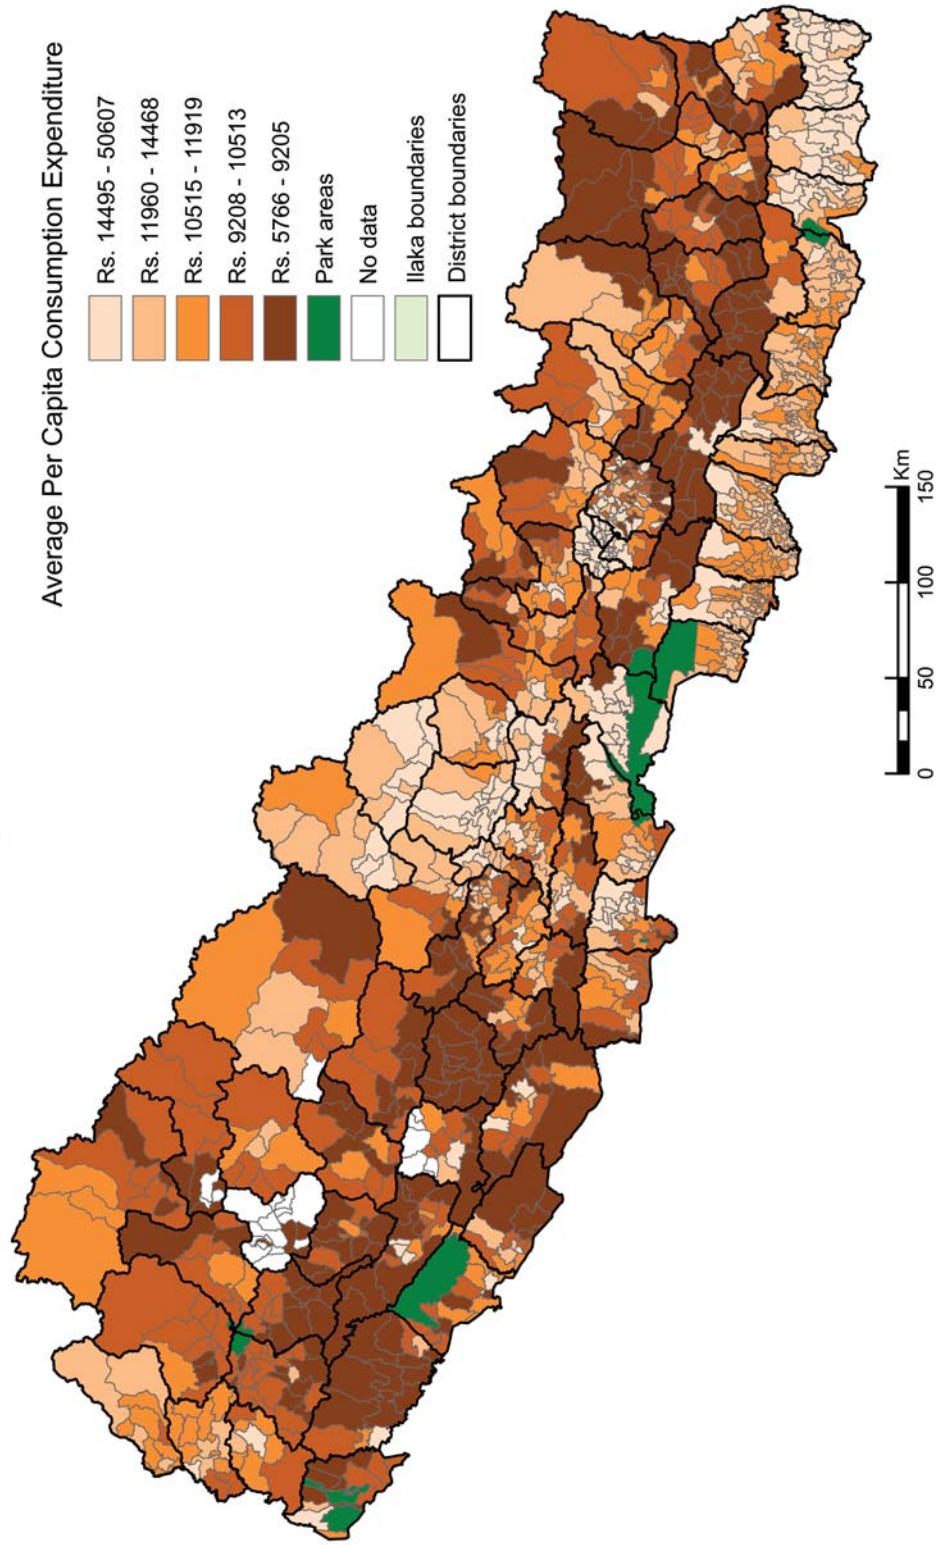 Average Per Capita Consumption Expenditure
Rs. 14495 - 50607
Rs. 11960 - 14468
Rs. 10515 - 11919
Rs. 9208 - 10513
Rs. 5766 - 9205
Park areas
No data
Ilaka boundaries
District boundaries
0 50 100 150 Km